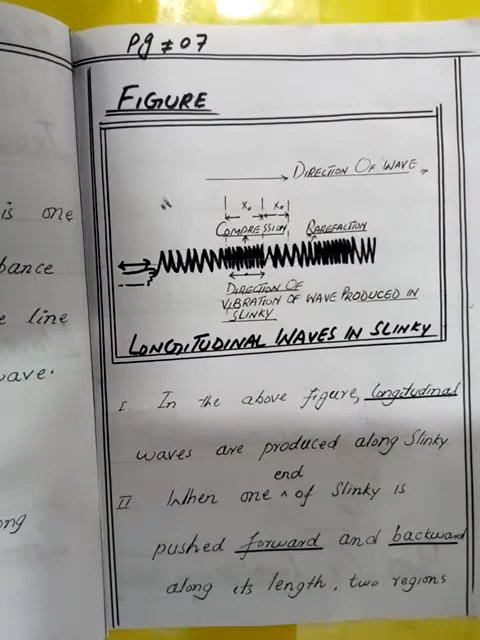 Pg # 07
is one
bance
e line
wave.
ong
FIGURE
DIRECTION OF WAVE
x₀ x₀
COMPRESSION RAREFACTION
DIRECTION OF
VIBRATION OF WAVE PRODUCED IN
SLINKY
LONGITUDINAL WAVES IN SLINKY
I In the above figure, longitudinal
waves are produced along Slinky
end
II When one ^ of Slinky is
pushed forward and backward
along its length, two regions